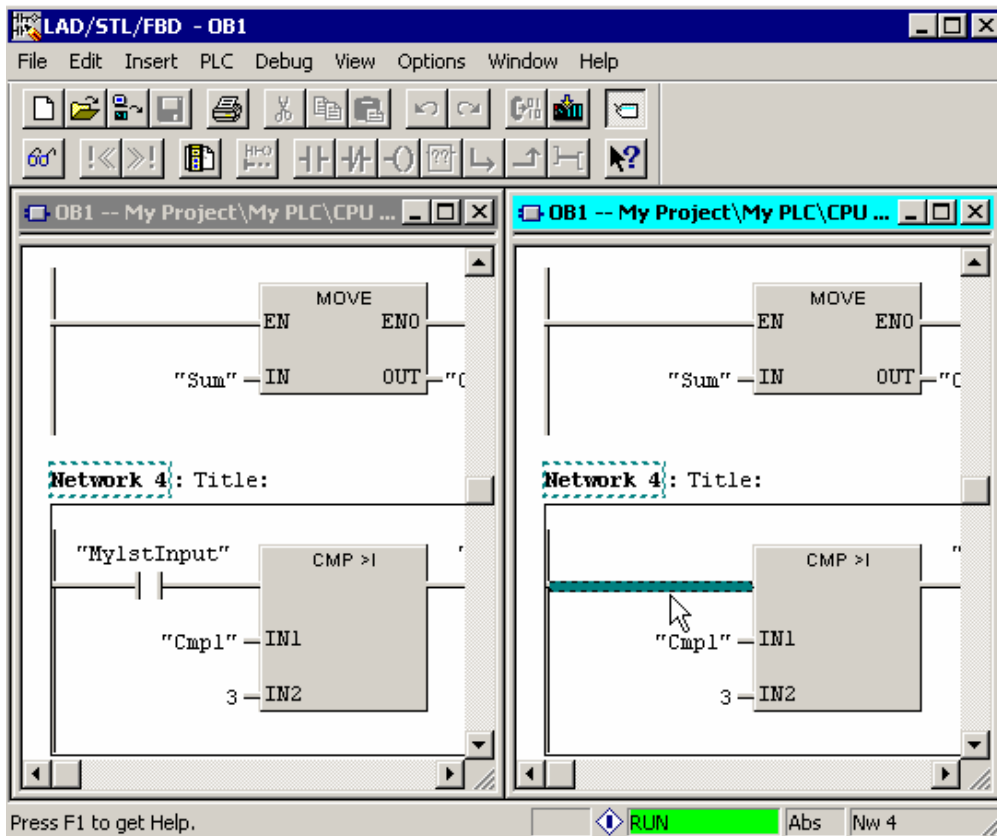 LAD/STL/FBD - OB1
File Edit Insert PLC Debug View Options Window Help
OB1 -- My Project\My PLC\CPU ...
MOVE
EN ENO
"Sum" IN OUT "C
Network 4: Title:
"My1stInput"
CMP >I
"
"Cmp1" IN1
3 IN2
OB1 -- My Project\My PLC\CPU ...
MOVE
EN ENO
"Sum" IN OUT "C
Network 4: Title:
CMP >I
"
"Cmp1" IN1
3 IN2
Press F1 to get Help. RUN Abs Nw 4